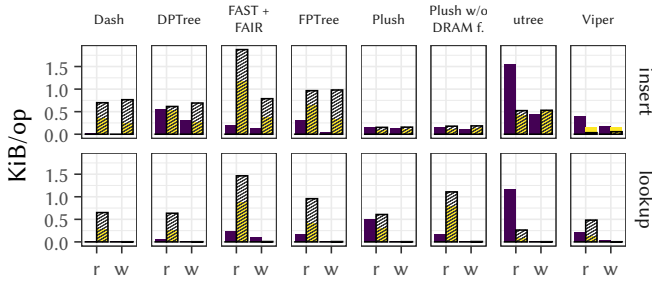 Dash DPTree FAST + FAIR FPTree Plush Plush w/o DRAM f. utree Viper
KiB/op
1.5
1.0
0.5
0.0
insert
1.5
1.0
0.5
0.0
lookup
r w r w r w r w r w r w r w r w